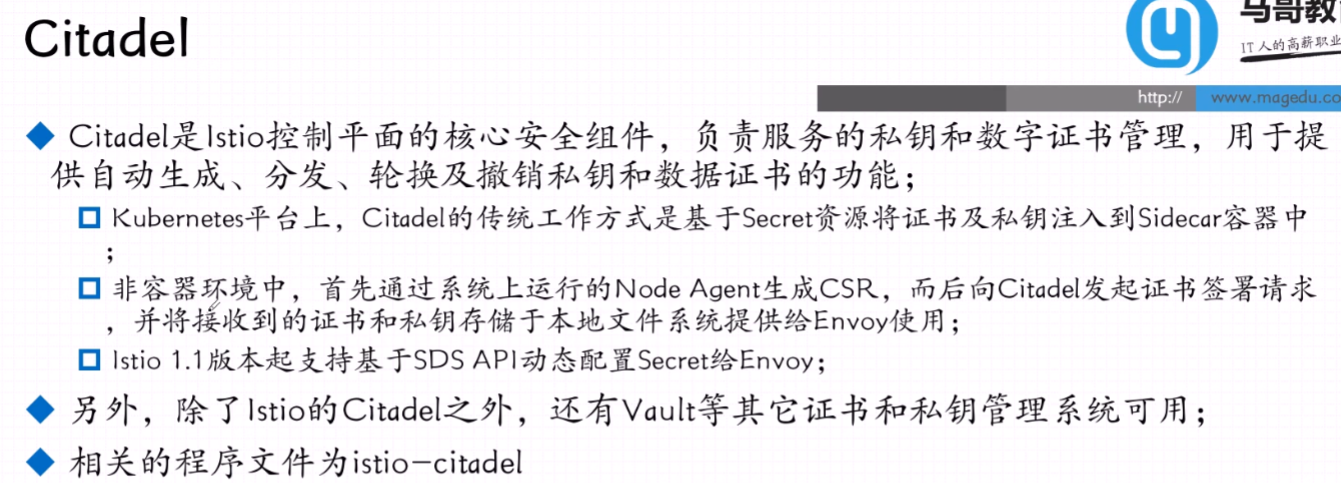 Citadel
马哥教
IT人的高薪职业
http://
www.magedu.co
Citadel是Istio控制平面的核心安全组件，负责服务的私钥和数字证书管理，用于提
供自动生成、分发、轮换及撤销私钥和数据证书的功能；
Kubernetes平台上，Citadel的传统工作方式是基于Secret资源将证书及私钥注入到Sidecar容器中
；
非容器环境中，首先通过系统上运行的Node Agent生成CSR，而后向Citadel发起证书签署请求
，并将接收到的证书和私钥存储于本地文件系统提供给Envoy使用；
Istio 1.1版本起支持基于SDS API动态配置Secret给Envoy；
另外，除了Istio的Citadel之外，还有Vault等其它证书和私钥管理系统可用；
相关的程序文件为istio-citadel